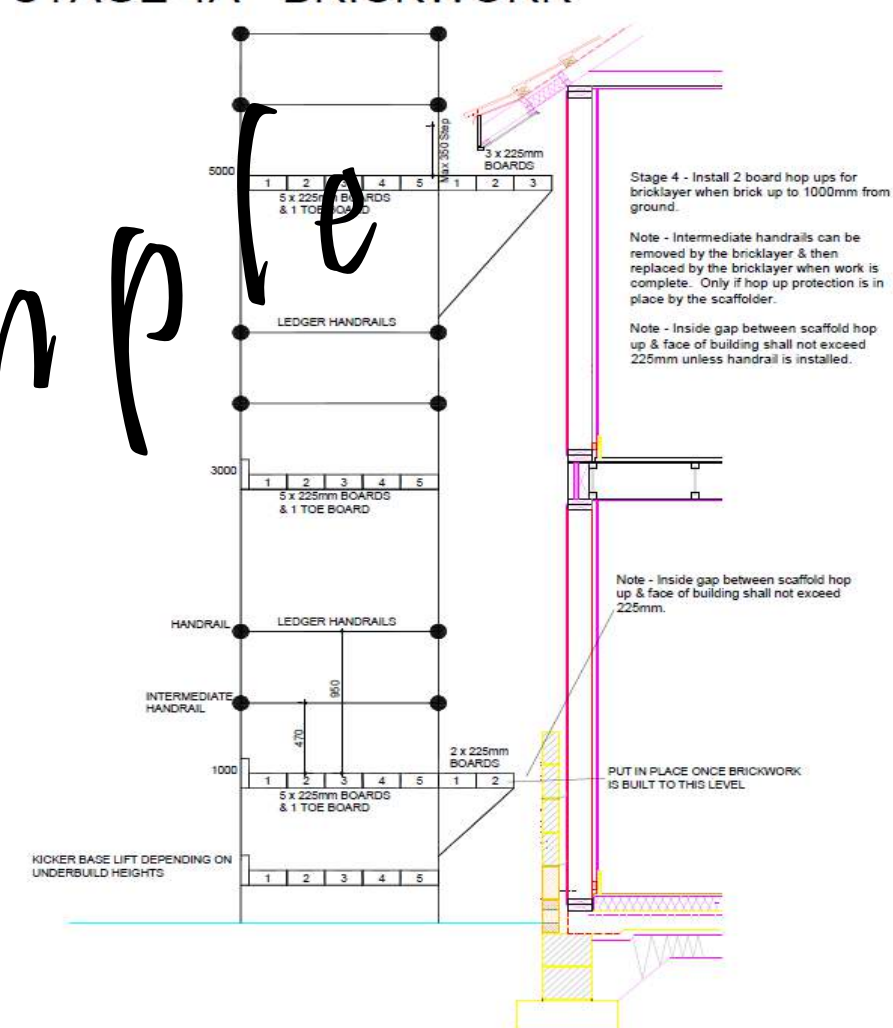 STAGE 4A - BRICKWORK
Max 350 Step
3 x 225mm
BOARDS
5000
1 2 3 4 5 1 2 3
5 x 225mm BOARDS
& 1 TOE BOARD
Stage 4 - Install 2 board hop ups for
bricklayer when brick up to 1000mm from
ground.
Note - Intermediate handrails can be
removed by the bricklayer & then
replaced by the bricklayer when work is
complete. Only if hop up protection is in
place by the scaffolder.
Note - Inside gap between scaffold hop
up & face of building shall not exceed
225mm unless handrail is installed.
mple
LEDGER HANDRAILS
3000
1 2 3 4 5
5 x 225mm BOARDS
& 1 TOE BOARD
Note - Inside gap between scaffold hop
up & face of building shall not exceed
225mm.
HANDRAIL
LEDGER HANDRAILS
950
INTERMEDIATE
HANDRAIL
470
2 x 225mm
BOARDS
1000
1 2 3 4 5 1 2
5 x 225mm BOARDS
& 1 TOE BOARD
PUT IN PLACE ONCE BRICKWORK
IS BUILT TO THIS LEVEL
KICKER BASE LIFT DEPENDING ON
UNDERBUILD HEIGHTS
1 2 3 4 5